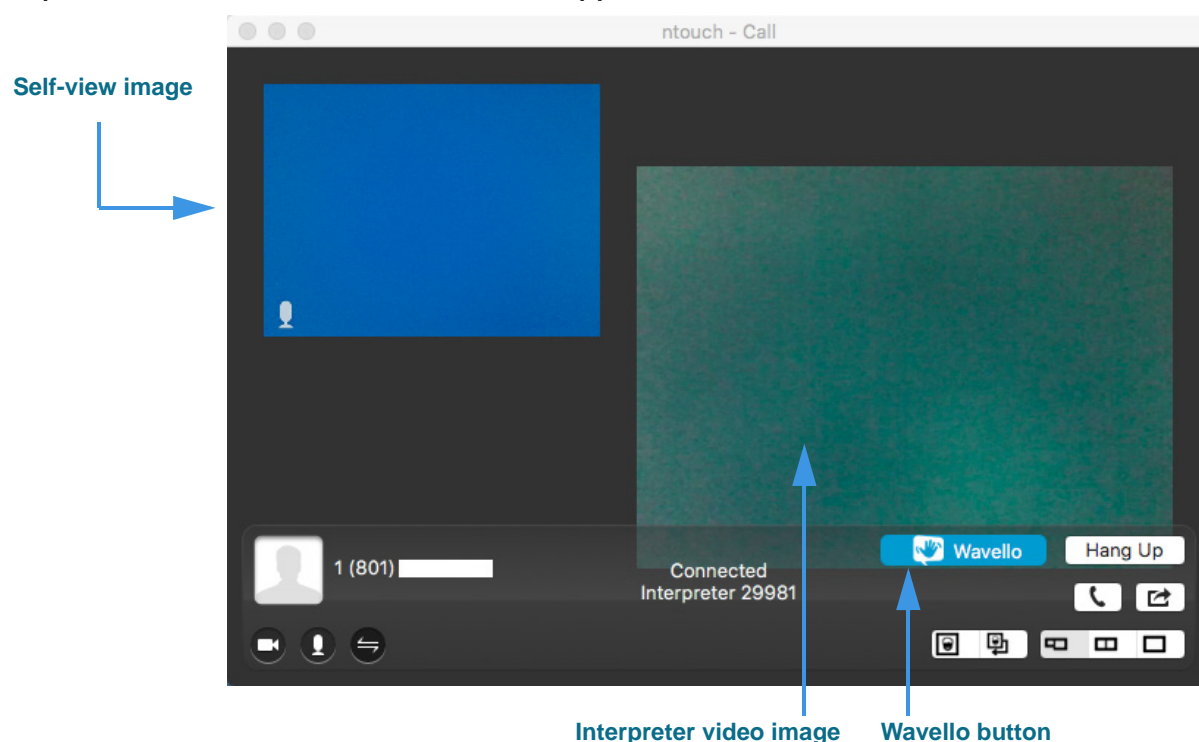 ntouch - Call
Self-view image
Wavello
Hang Up
1 (801)
Connected
Interpreter 29981
Interpreter video image
Wavello button